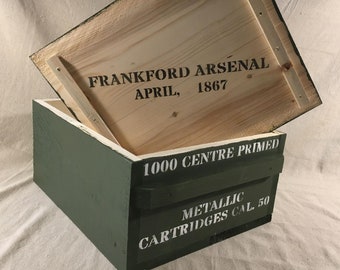 FRANKFORD ARSENAL
APRIL, 1867
1000 CENTRE PRIMED
METALLIC
CARTRIDGES CAL. 50